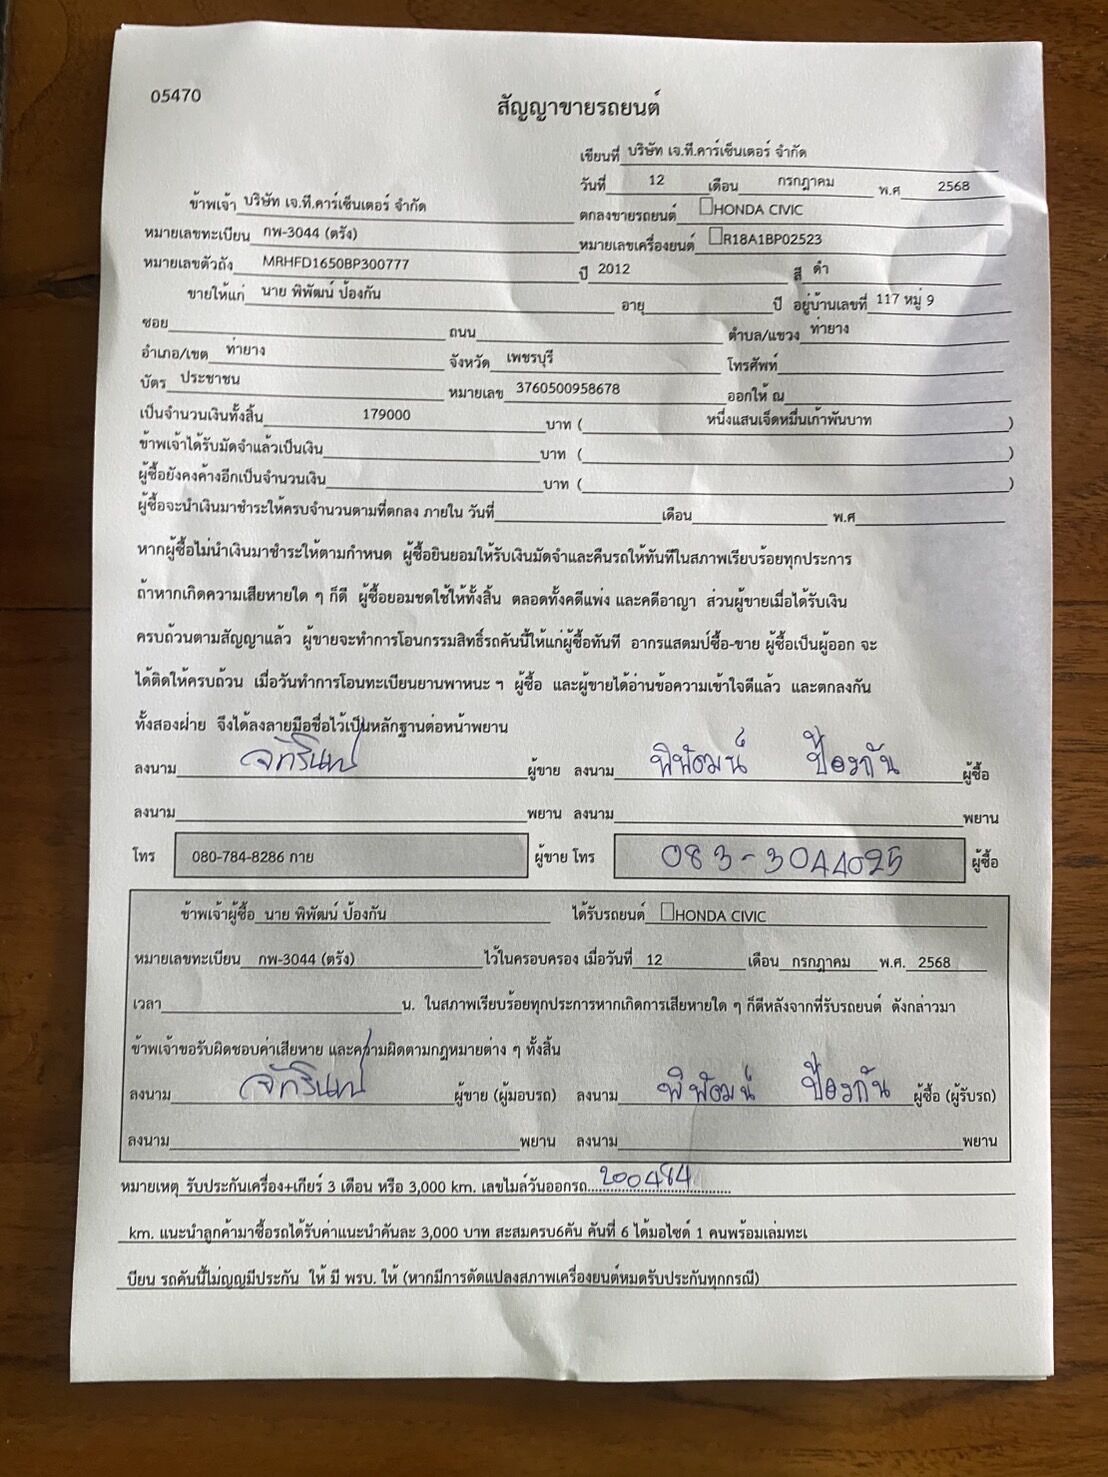 05470
สัญญาขายรถยนต์
เขียนที่ บริษัท เจ.ที.คาร์เซ็นเตอร์ จำกัด
วันที่ 12 เดือน กรกฎาคม พ.ศ 2568
ข้าพเจ้า บริษัท เจ.ที.คาร์เซ็นเตอร์ จำกัด ตกลงขายรถยนต์ HONDA CIVIC
หมายเลขทะเบียน กพ-3044 (ตรัง) หมายเลขเครื่องยนต์ R18A1BP02523
หมายเลขตัวถัง MRHFD1650BP300777 ปี 2012 สี ดำ
ขายให้แก่ นาย พิพัฒน์ ป้องกัน อายุ ปี อยู่บ้านเลขที่ 117 หมู่ 9
ซอย ถนน ตำบล/แขวง ท่ายาง
อำเภอ/เขต ท่ายาง จังหวัด เพชรบุรี โทรศัพท์
บัตร ประชาชน หมายเลข 3760500958678 ออกให้ ณ
เป็นจำนวนเงินทั้งสิ้น 179000 บาท ( หนึ่งแสนเจ็ดหมื่นเก้าพันบาท )
ข้าพเจ้าได้รับมัดจำแล้วเป็นเงิน บาท ( )
ผู้ซื้อยังคงค้างอีกเป็นจำนวนเงิน บาท ( )
ผู้ซื้อจะนำเงินมาชำระให้ครบจำนวนตามที่ตกลง ภายใน วันที่ เดือน พ.ศ
หากผู้ซื้อไม่นำเงินมาชำระให้ตามกำหนด ผู้ซื้อยินยอมให้รับเงินมัดจำและคืนรถให้ทันทีในสภาพเรียบร้อยทุกประการ
ถ้าหากเกิดความเสียหายใด ๆ ก็ดี ผู้ซื้อยอมชดใช้ให้ทั้งสิ้น ตลอดทั้งคดีแพ่ง และคดีอาญา ส่วนผู้ขายเมื่อได้รับเงิน
ครบถ้วนตามสัญญาแล้ว ผู้ขายจะทำการโอนกรรมสิทธิ์รถคันนี้ให้แก่ผู้ซื้อทันที อากรแสตมป์ซื้อ-ขาย ผู้ซื้อเป็นผู้ออก จะ
ได้ติดให้ครบถ้วน เมื่อวันทำการโอนทะเบียนยานพาหนะ ฯ ผู้ซื้อ และผู้ขายได้อ่านข้อความเข้าใจดีแล้ว และตกลงกัน
ทั้งสองฝ่าย จึงได้ลงลายมือชื่อไว้เป็นหลักฐานต่อหน้าพยาน
ลงนาม ผู้ขาย ลงนาม พิพัฒน์ ป้องกัน ผู้ซื้อ
ลงนาม พยาน ลงนาม พยาน
โทร 080-784-8286 กาย ผู้ขาย โทร 083-3044025 ผู้ซื้อ
ข้าพเจ้าผู้ซื้อ นาย พิพัฒน์ ป้องกัน ได้รับรถยนต์ HONDA CIVIC
หมายเลขทะเบียน กพ-3044 (ตรัง) ไว้ในครอบครอง เมื่อวันที่ 12 เดือน กรกฎาคม พ.ศ. 2568
เวลา น. ในสภาพเรียบร้อยทุกประการหากเกิดการเสียหายใด ๆ ก็ดีหลังจากที่รับรถยนต์ ดังกล่าวมา
ข้าพเจ้าขอรับผิดชอบค่าเสียหาย และความผิดตามกฎหมายต่าง ๆ ทั้งสิ้น
ลงนาม ผู้ขาย (ผู้มอบรถ) ลงนาม พิพัฒน์ ป้องกัน ผู้ซื้อ (ผู้รับรถ)
ลงนาม พยาน ลงนาม พยาน
หมายเหตุ รับประกันเครื่อง+เกียร์ 3 เดือน หรือ 3,000 km. เลขไมล์วันออกรถ 200484
km. แนะนำลูกค้ามาซื้อรถได้รับค่าแนะนำคันละ 3,000 บาท สะสมครบ6คัน คันที่ 6 ได้มอไซด์ 1 คนพร้อมเล่มทะเ
บียน รถคันนี้ไม่ญญมีประกัน ให้ มี พรบ. ให้ (หากมีการดัดแปลงสภาพเครื่องยนต์หมดรับประกันทุกกรณี)